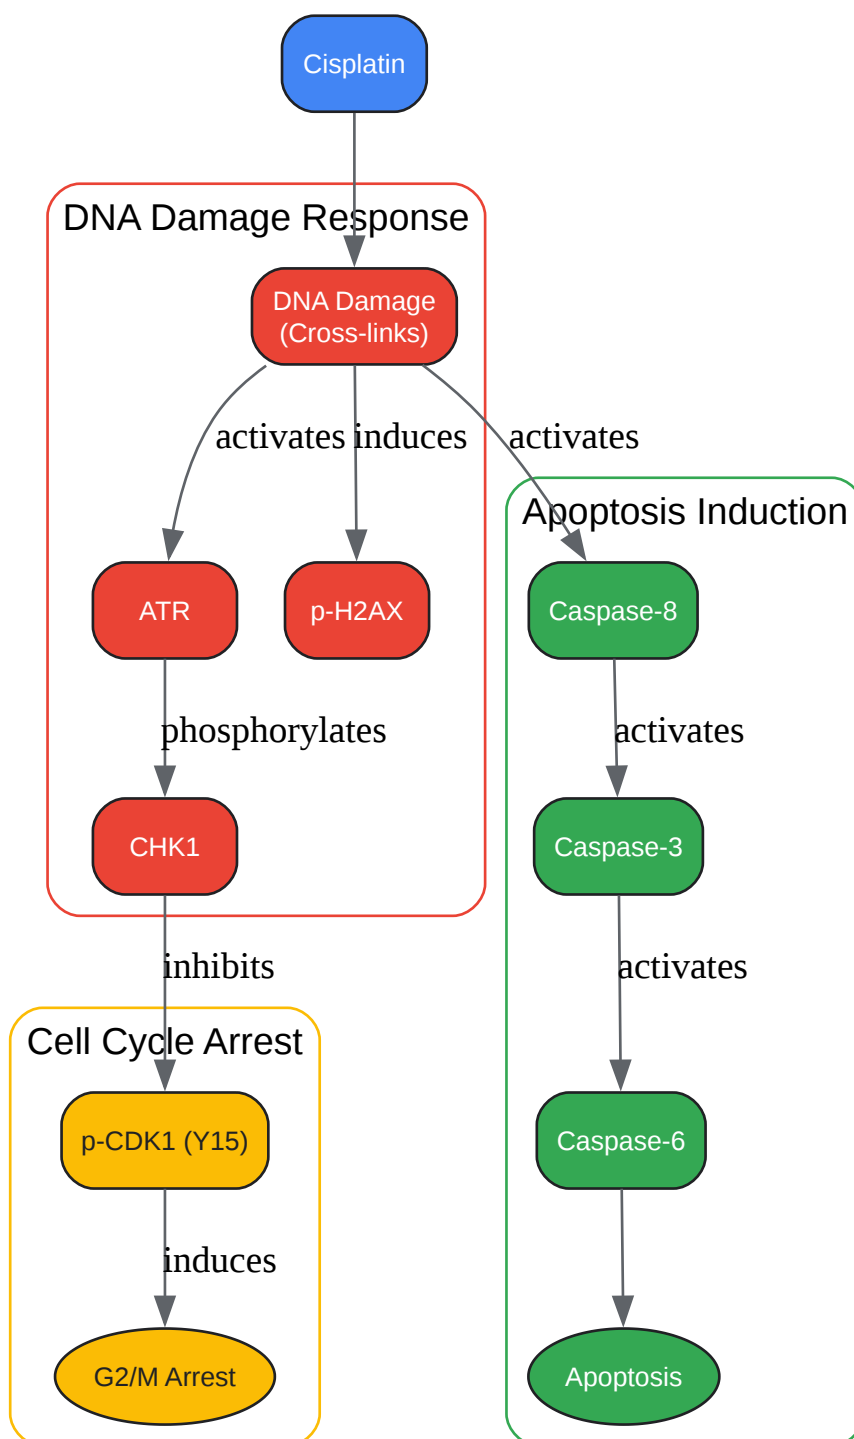 Cisplatin
DNA Damage Response
DNA Damage
(Cross-links)
activates
induces
activates
Apoptosis Induction
ATR
p-H2AX
Caspase-8
phosphorylates
activates
CHK1
Caspase-3
inhibits
activates
Cell Cycle Arrest
p-CDK1 (Y15)
Caspase-6
induces
G2/M Arrest
Apoptosis